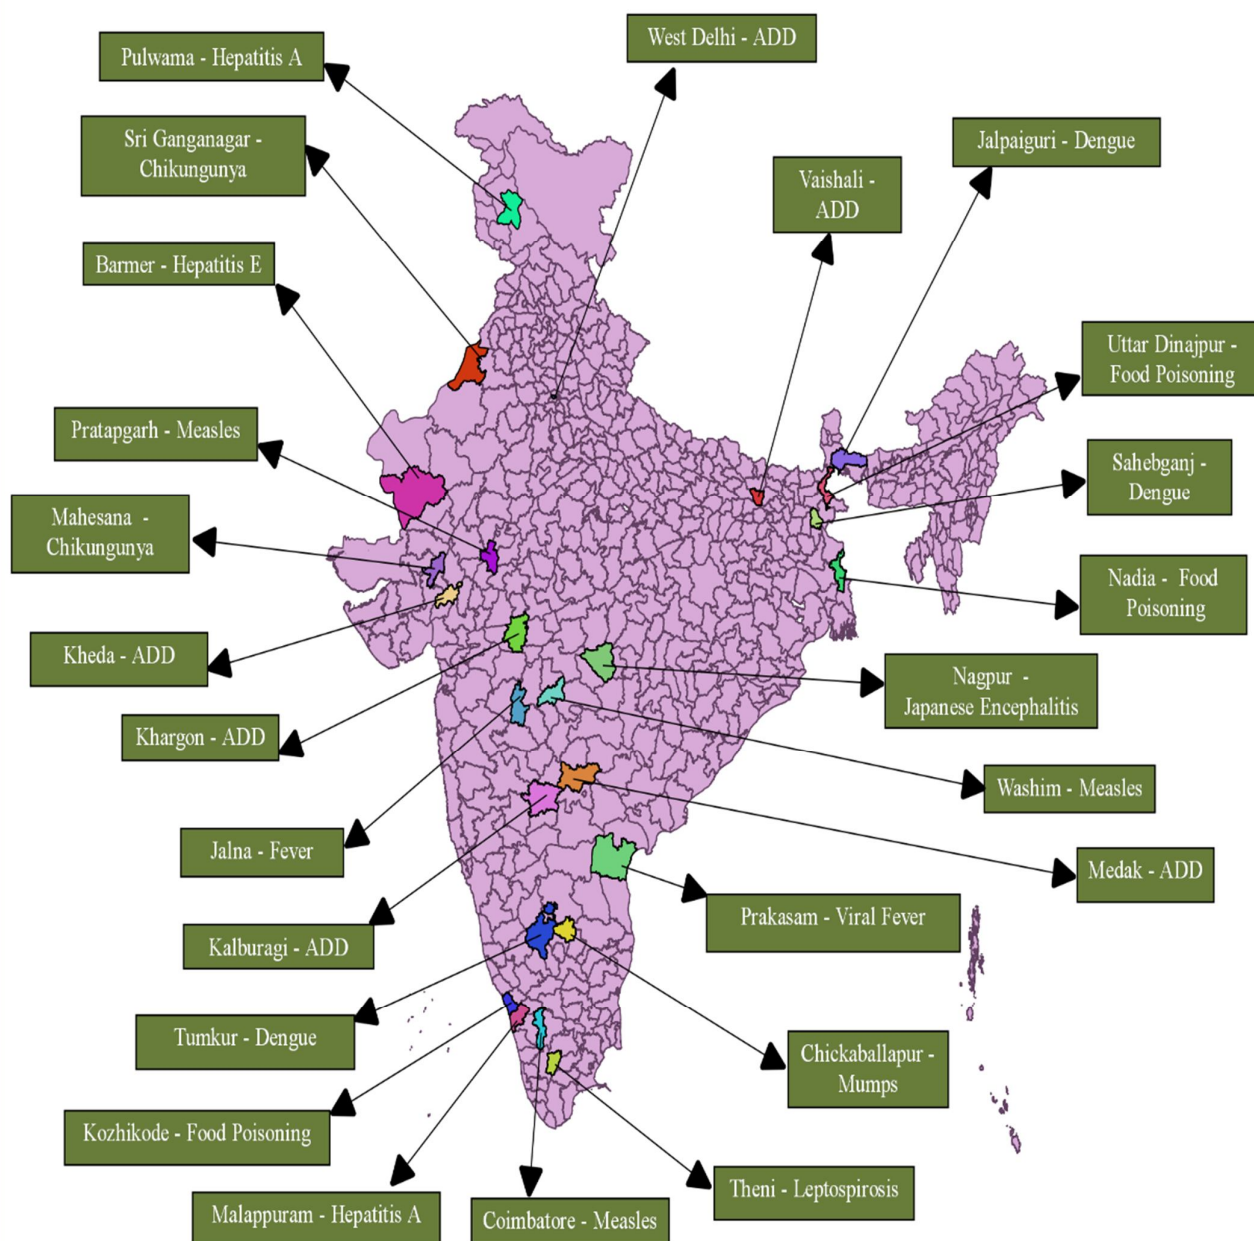 West Delhi - ADD
Pulwama - Hepatitis A
Sri Ganganagar -
Chikungunya
Jalpaiguri - Dengue
Vaishali -
ADD
Barmer - Hepatitis E
Uttar Dinajpur -
Food Poisoning
Pratapgarh - Measles
Sahebganj -
Dengue
Mahesana -
Chikungunya
Nadia - Food
Poisoning
Kheda - ADD
Nagpur -
Japanese Encephalitis
Khargon - ADD
Washim - Measles
Jalna - Fever
Medak - ADD
Prakasam - Viral Fever
Kalburagi - ADD
Tumkur - Dengue
Chickaballapur -
Mumps
Kozhikode - Food Poisoning
Theni - Leptospirosis
Malappuram - Hepatitis A
Coimbatore - Measles